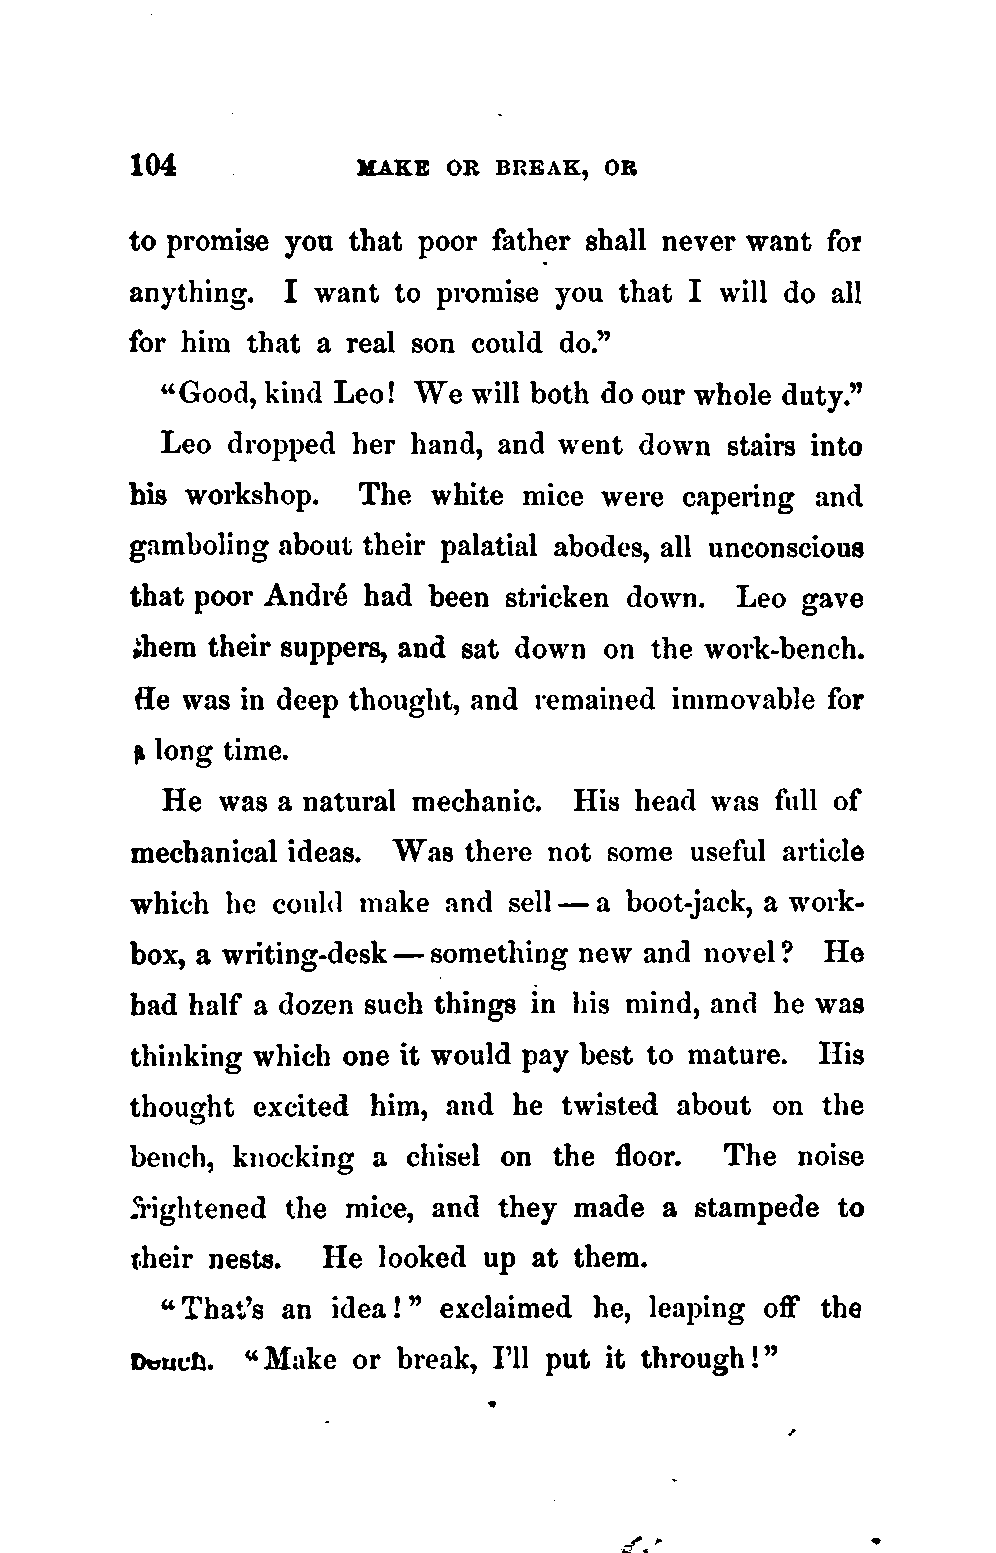 104 MAKE OR BREAK, OR
to promise you that poor father shall never want for
anything. I want to promise you that I will do all
for him that a real son could do."
"Good, kind Leo! We will both do our whole duty."
Leo dropped her hand, and went down stairs into
his workshop. The white mice were capering and
gamboling about their palatial abodes, all unconscious
that poor André had been stricken down. Leo gave
them their suppers, and sat down on the work-bench.
He was in deep thought, and remained immovable for
a long time.
He was a natural mechanic. His head was full of
mechanical ideas. Was there not some useful article
which he could make and sell — a boot-jack, a work-
box, a writing-desk — something new and novel? He
had half a dozen such things in his mind, and he was
thinking which one it would pay best to mature. His
thought excited him, and he twisted about on the
bench, knocking a chisel on the floor. The noise
frightened the mice, and they made a stampede to
their nests. He looked up at them.
"That's an idea!" exclaimed he, leaping off the
bench. "Make or break, I'll put it through!"